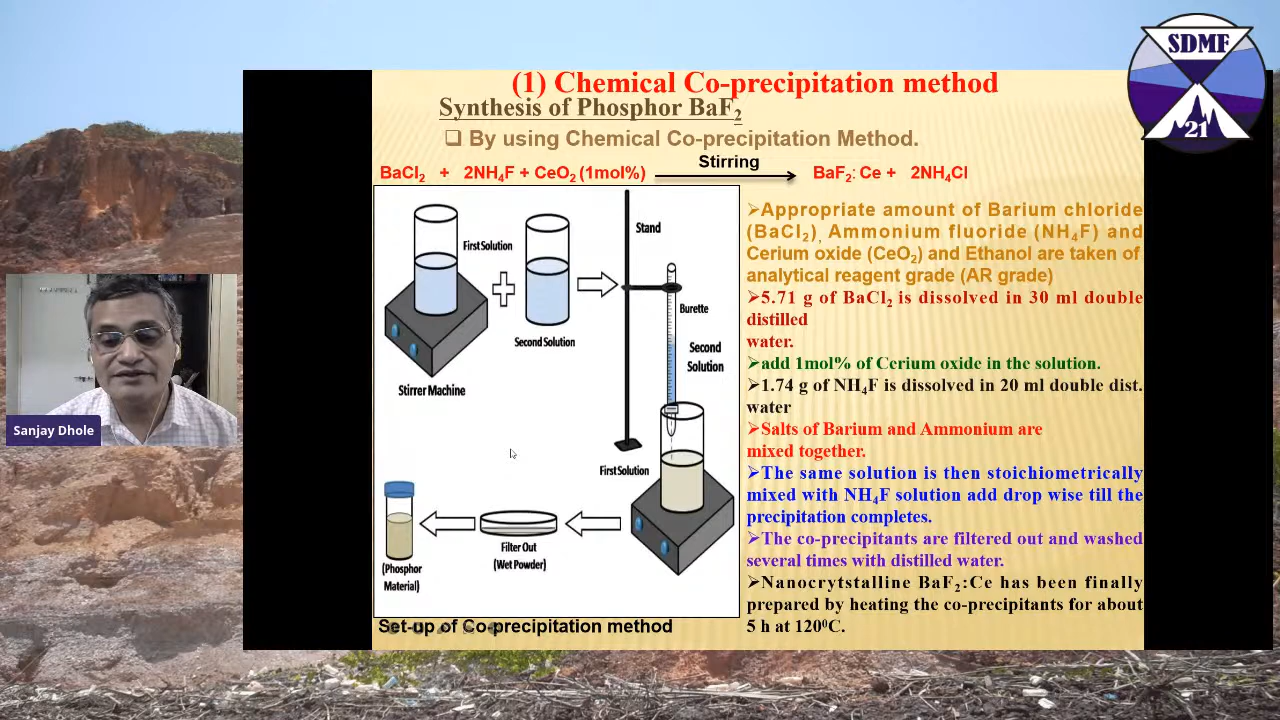 SDMF
21
(1) Chemical Co-precipitation method
Synthesis of Phosphor BaF₂
❑ By using Chemical Co-precipitation Method.
Stirring
BaCl₂ + 2NH₄F + CeO₂ (1mol%) ⟶ BaF₂: Ce + 2NH₄Cl
First Solution
Second Solution
Stirrer Machine
Stand
Burette
Second
Solution
First Solution
Filter Out
(Wet Powder)
(Phosphor
Material)
Set-up of Co-precipitation method
➢Appropriate amount of Barium chloride
(BaCl₂), Ammonium fluoride (NH₄F) and
Cerium oxide (CeO₂) and Ethanol are taken of
analytical reagent grade (AR grade)
➢5.71 g of BaCl₂ is dissolved in 30 ml double
distilled
water.
➢add 1mol% of Cerium oxide in the solution.
➢1.74 g of NH₄F is dissolved in 20 ml double dist.
water
➢Salts of Barium and Ammonium are
mixed together.
➢The same solution is then stoichiometrically
mixed with NH₄F solution add drop wise till the
precipitation completes.
➢The co-precipitants are filtered out and washed
several times with distilled water.
➢Nanocrytstalline BaF₂:Ce has been finally
prepared by heating the co-precipitants for about
5 h at 120⁰C.
Sanjay Dhole